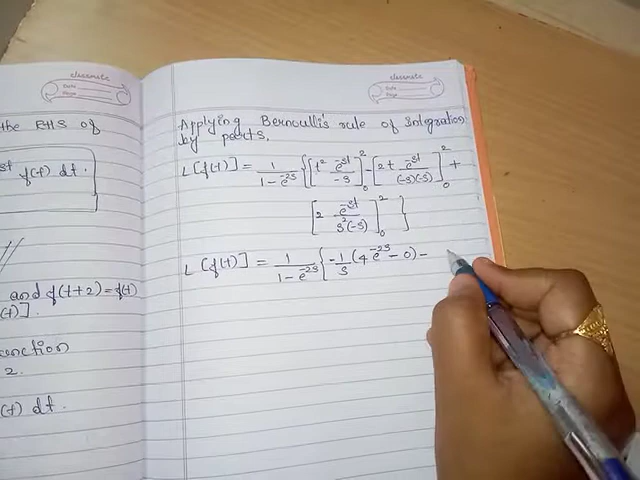 classmate
Date
Page
the RHS of
f(t) dt.
and f(t+2) = f(t)
(t)].
2.
(t) dt.
classmate
Date
Page
Applying Bernoulli's rule of Integration
by parts.
L[f(t)] = 1/(1-e^{-2s}) {[t² e^{-st}/-s]₀² - [2t e^{-st}/(-s)(-s)]₀² +
[2 e^{-st}/s²(-s)]₀² }
L[f(t)] = 1/(1-e^{-2s}) {-1/s (4e^{-2s} - 0) -